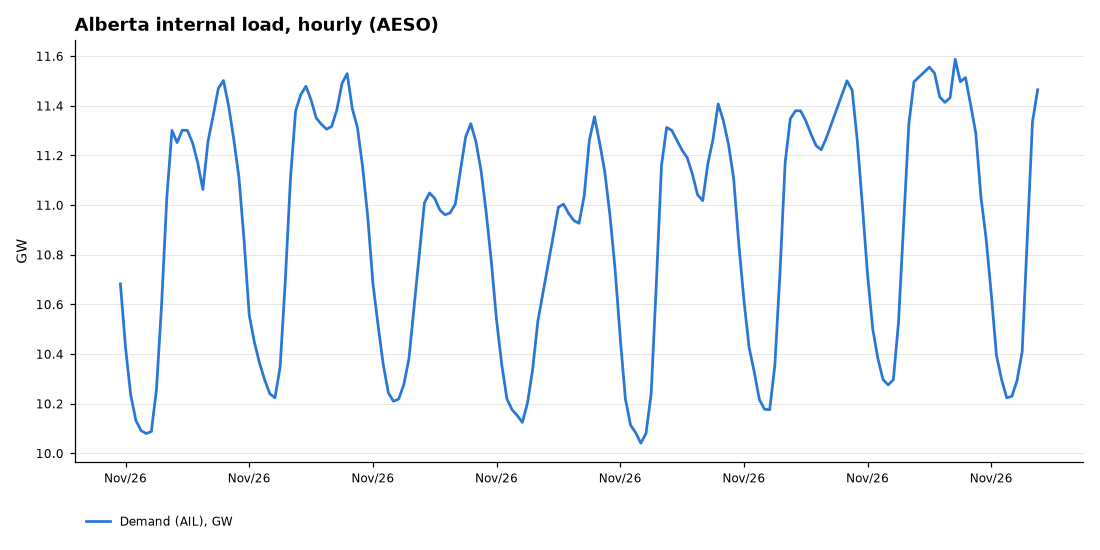 Alberta internal load, hourly (AESO)
11.6
11.4
11.2
11.0
10.8
10.6
10.4
10.2
10.0
GW
Nov/26 Nov/26 Nov/26 Nov/26 Nov/26 Nov/26 Nov/26 Nov/26
Demand (AIL), GW